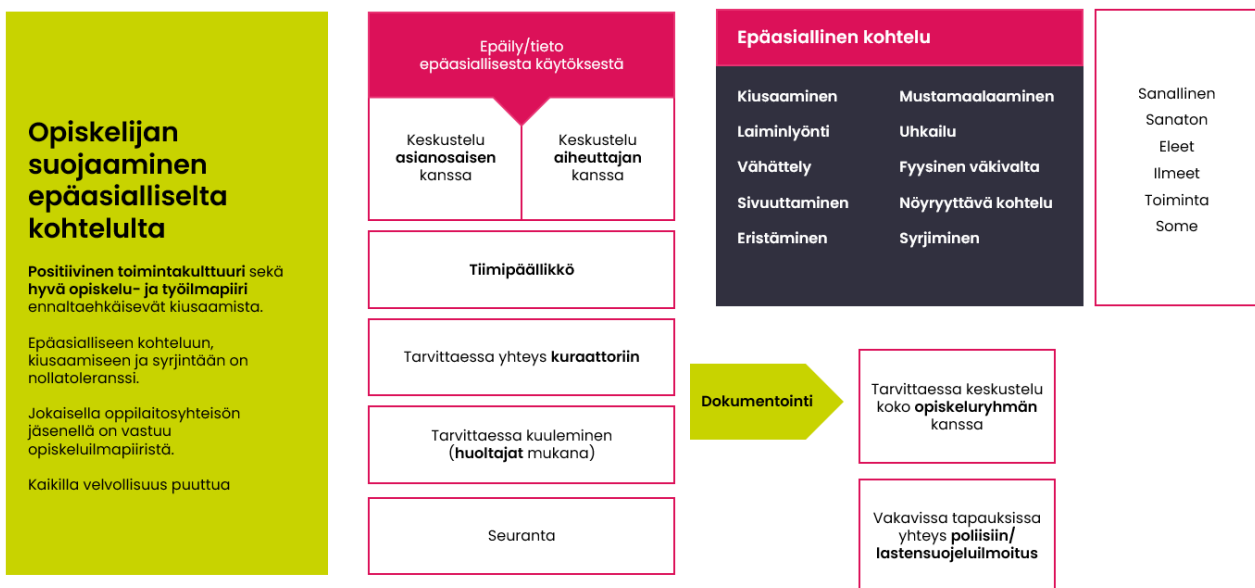 Opiskelijan
suojaaminen
epäasialliselta
kohtelulta
Positiivinen toimintakulttuuri sekä
hyvä opiskelu- ja työilmapiiri
ennaltaehkäisevät kiusaamista.
Epäasialliseen kohteluun,
kiusaamiseen ja syrjintään on
nollatoleranssi.
Jokaisella oppilaitosyhteisön
jäsenellä on vastuu
opiskeluilmapiiristä.
Kaikilla velvollisuus puuttua
Epäily/tieto
epäasiallisesta käytöksestä
Keskustelu
asianosaisen
kanssa
Keskustelu
aiheuttajan
kanssa
Tiimipäällikkö
Tarvittaessa yhteys kuraattoriin
Tarvittaessa kuuleminen
(huoltajat mukana)
Seuranta
Dokumentointi
Epäasiallinen kohtelu
Kiusaaminen
Laiminlyönti
Vähättely
Sivuuttaminen
Eristäminen
Mustamaalaaminen
Uhkailu
Fyysinen väkivalta
Nöyryyttävä kohtelu
Syrjiminen
Sanallinen
Sanaton
Eleet
Ilmeet
Toiminta
Some
Tarvittaessa keskustelu
koko opiskeluryhmän
kanssa
Vakavissa tapauksissa
yhteys poliisiin/
lastensuojeluilmoitus